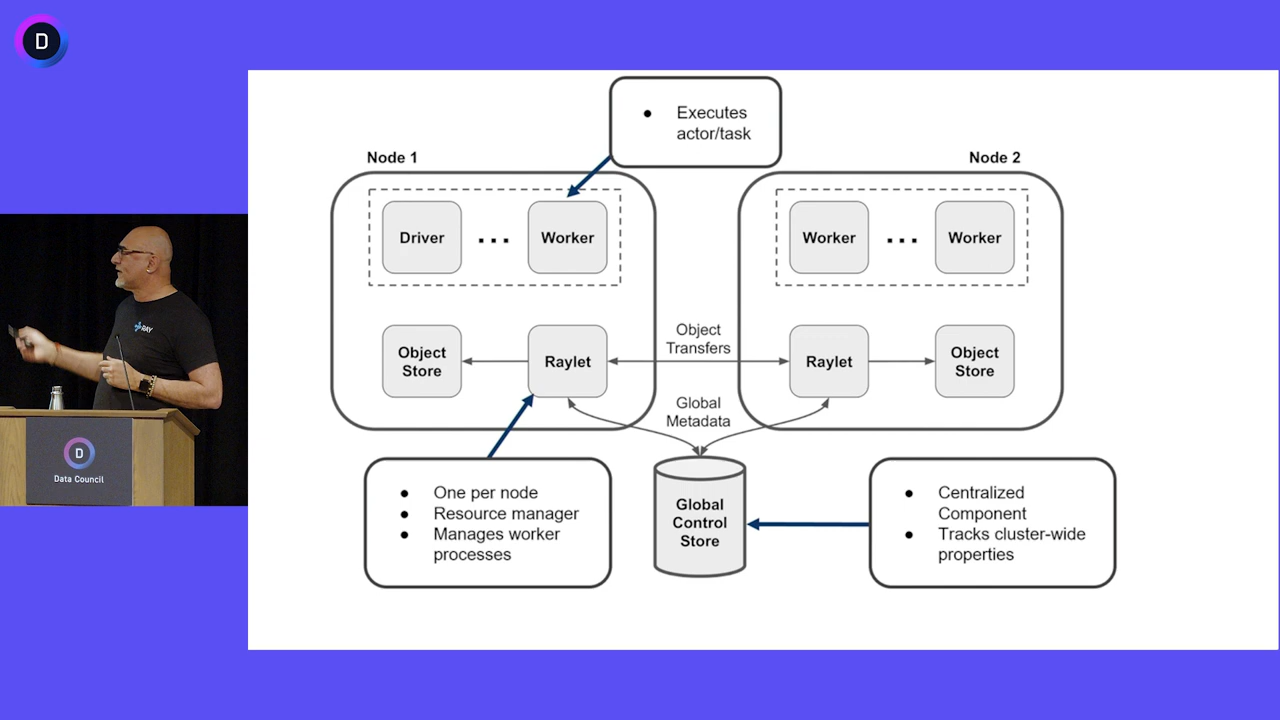 D
Executes
actor/task
Node 1
Node 2
Driver
...
Worker
Worker
...
Worker
Object
Store
Raylet
Object
Transfers
Raylet
Object
Store
Global
Metadata
• One per node
• Resource manager
• Manages worker
processes
Global
Control
Store
• Centralized
Component
• Tracks cluster-wide
properties
RAY
D
Data Council